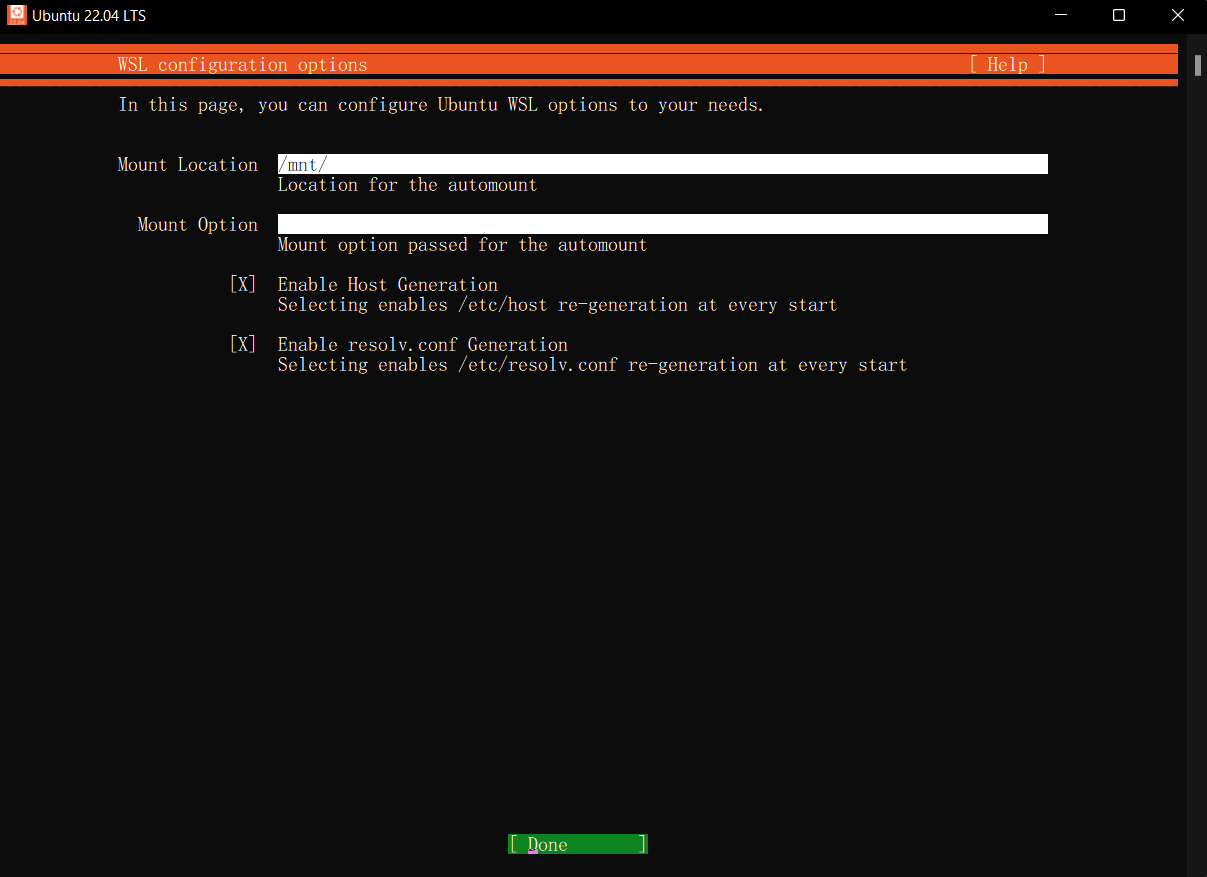 Ubuntu 22.04 LTS
WSL configuration options [ Help ]
In this page, you can configure Ubuntu WSL options to your needs.
Mount Location /mnt/
Location for the automount
Mount Option
Mount option passed for the automount
[X] Enable Host Generation
Selecting enables /etc/host re-generation at every start
[X] Enable resolv.conf Generation
Selecting enables /etc/resolv.conf re-generation at every start
[ Done ]